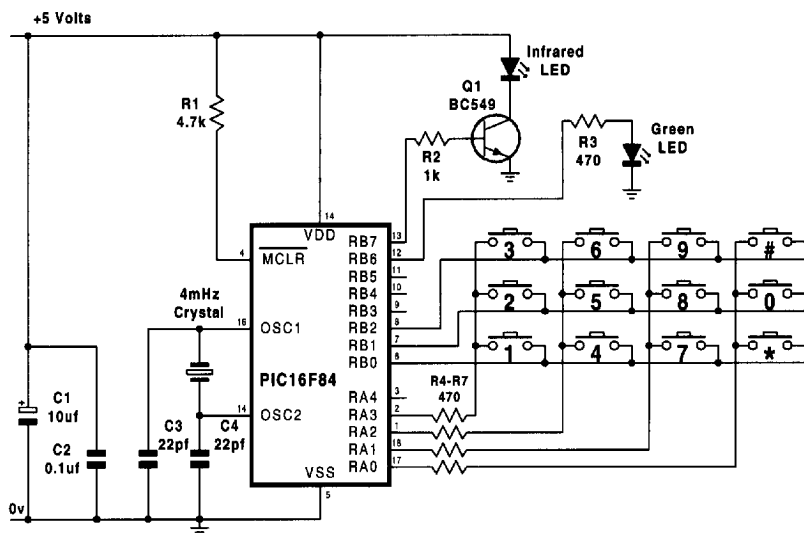 +5 Volts
Infrared
LED
Q1
BC549
R1
4.7k
R2
1k
R3
470
Green
LED
14
VDD
4
MCLR
RB7 13
RB6 12
RB5 11
RB4 10
RB3 9
RB2 8
RB1 7
RB0 6
3 6 9 #
2 5 8 0
1 4 7 *
4mHz
Crystal
16 OSC1
PIC16F84
14 OSC2
RA4 3
RA3 2
RA2 1
RA1 18
RA0 17
R4-R7
470
C1
10uf
+
C2
0.1uf
C3
22pf
C4
22pf
VSS
5
0v